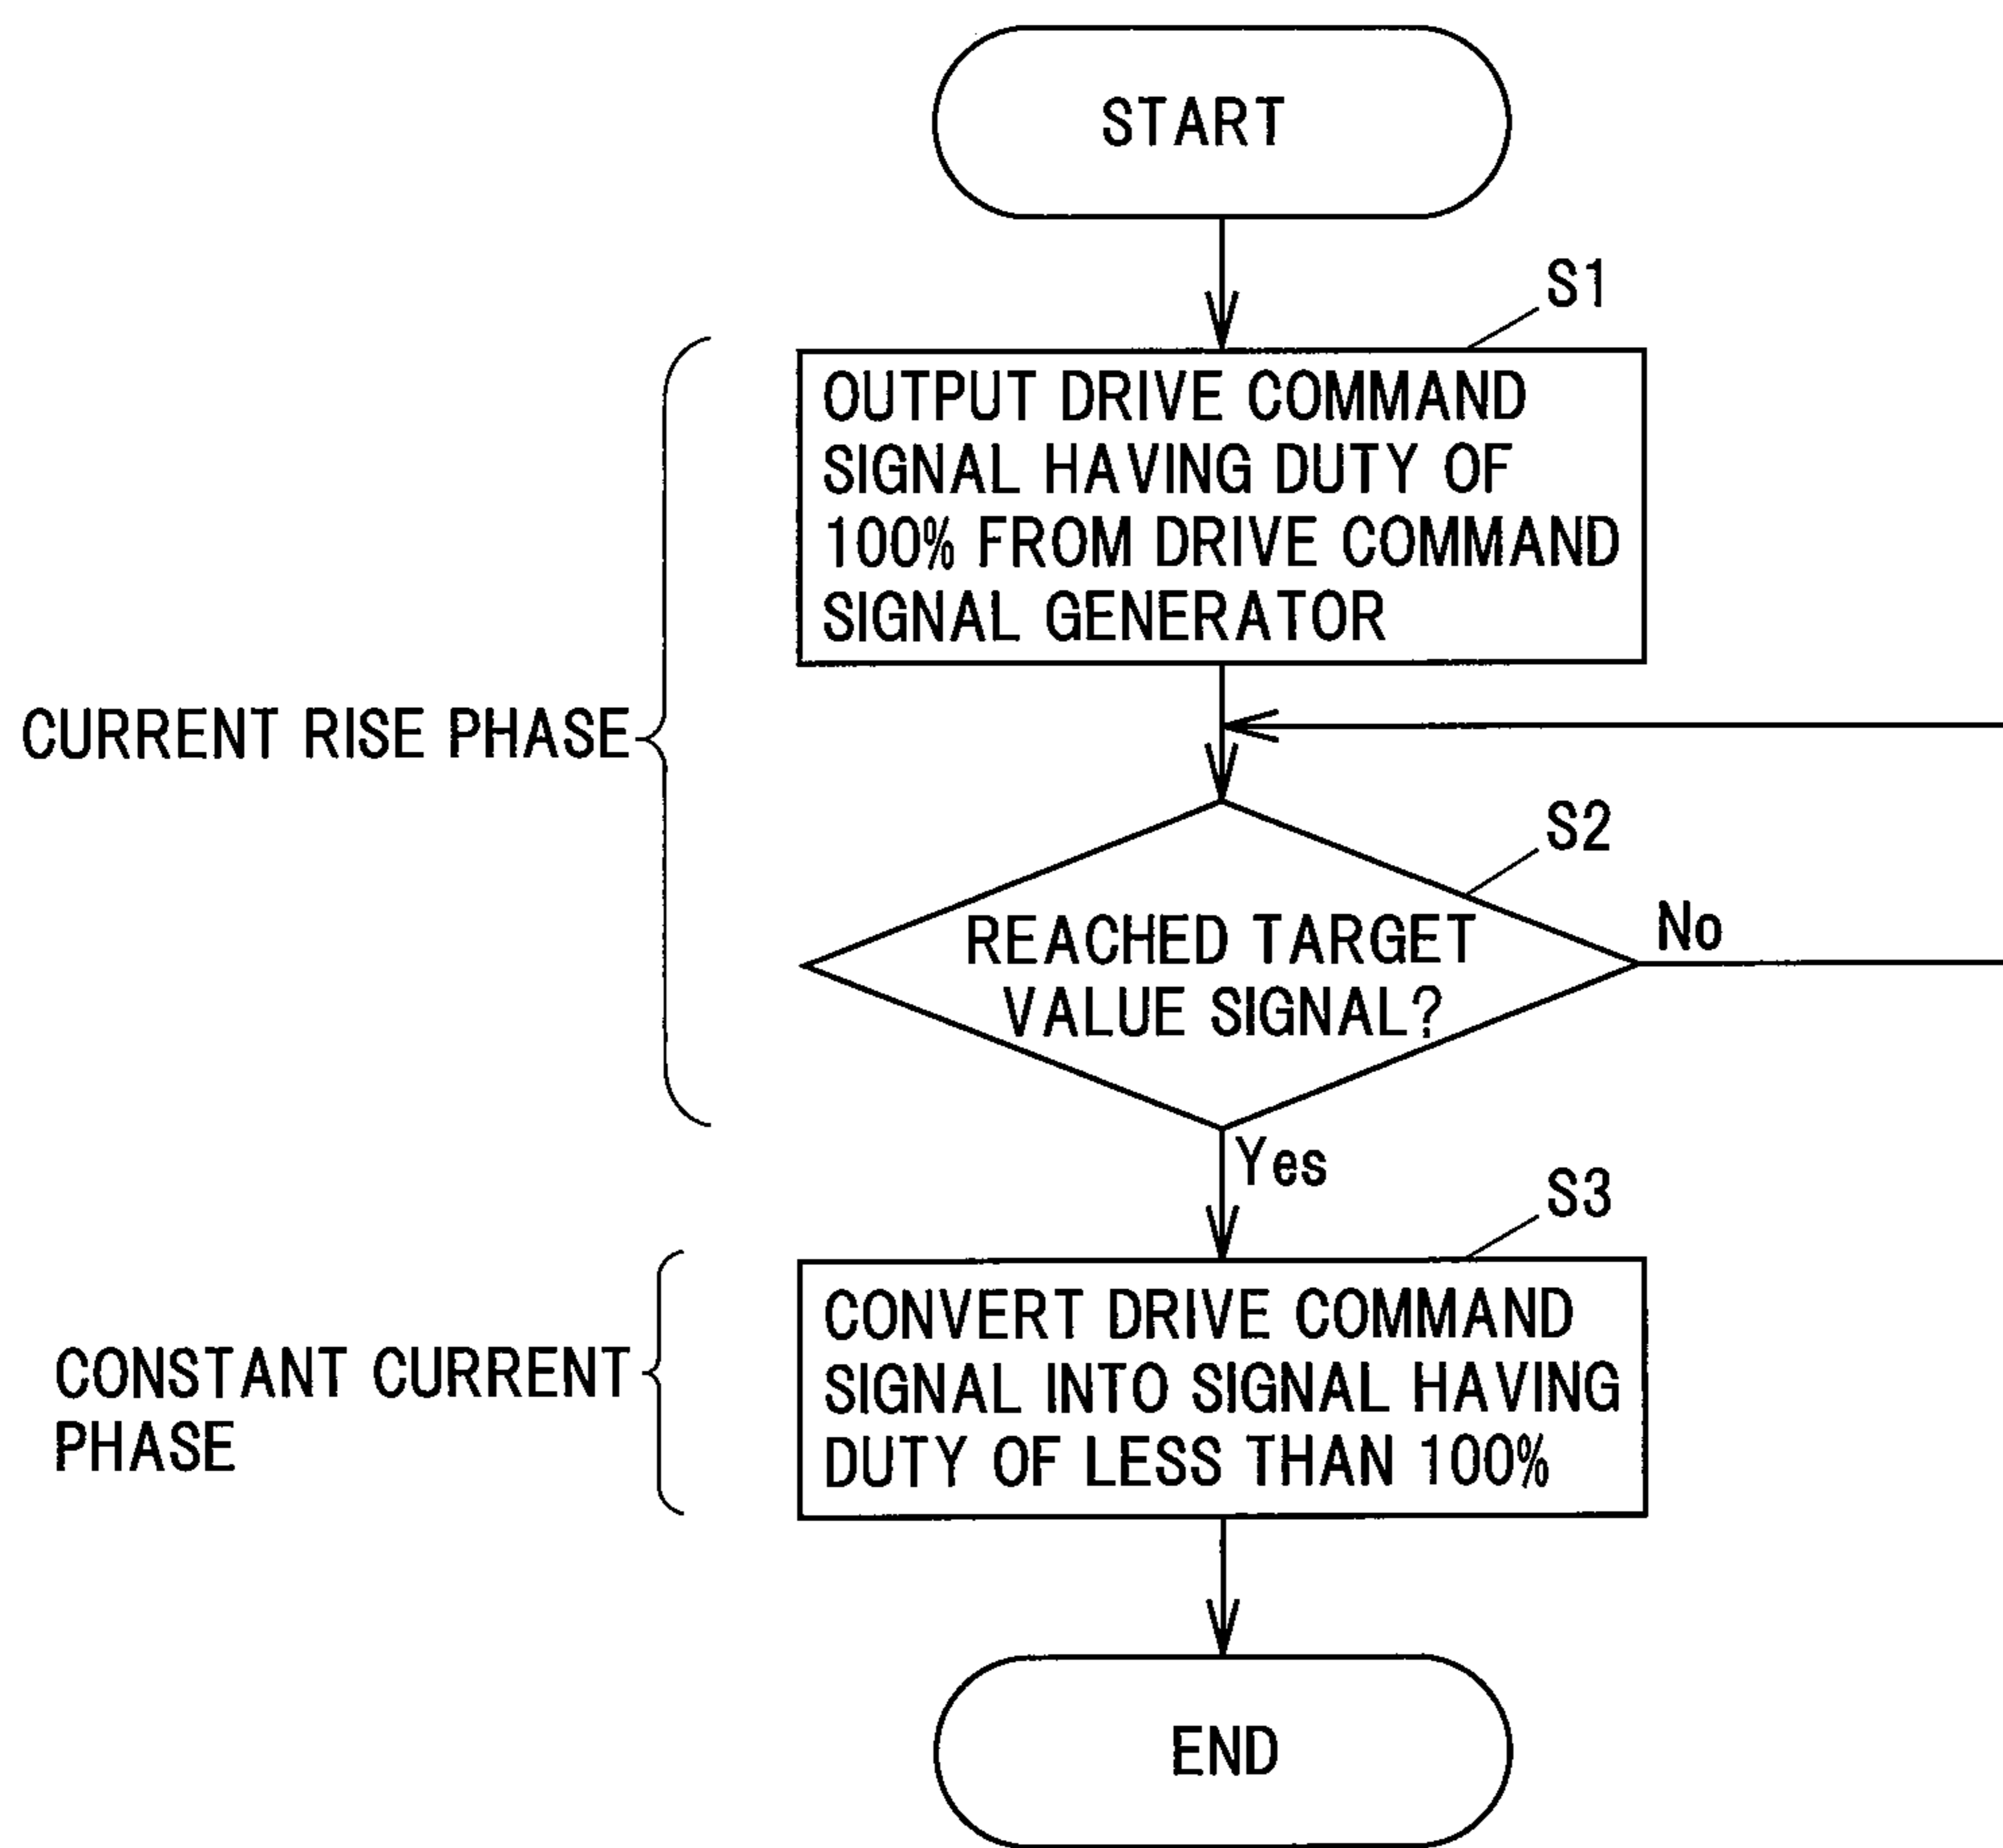 START
S1
OUTPUT DRIVE COMMAND
SIGNAL HAVING DUTY OF
100% FROM DRIVE COMMAND
SIGNAL GENERATOR
CURRENT RISE PHASE
S2
REACHED TARGET
VALUE SIGNAL?
No
Yes
S3
CONVERT DRIVE COMMAND
SIGNAL INTO SIGNAL HAVING
DUTY OF LESS THAN 100%
CONSTANT CURRENT
PHASE
END